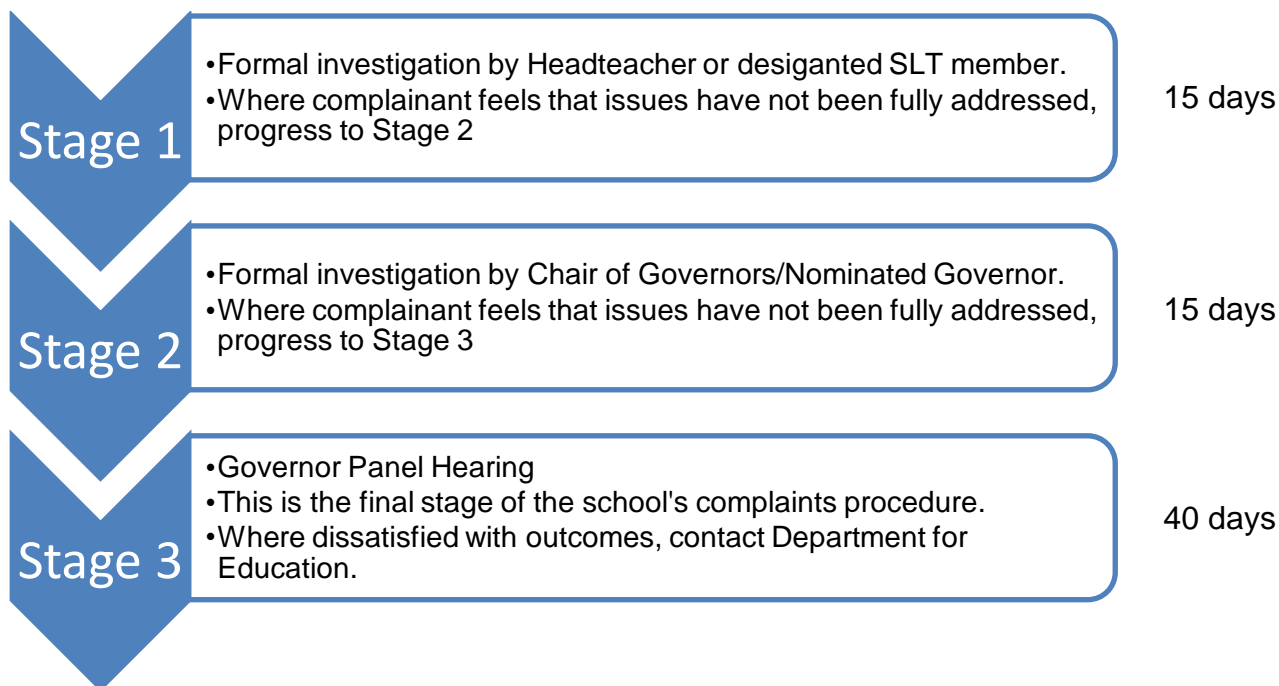 Stage 1
•Formal investigation by Headteacher or desiganted SLT member.
•Where complainant feels that issues have not been fully addressed,
progress to Stage 2
15 days
Stage 2
•Formal investigation by Chair of Governors/Nominated Governor.
•Where complainant feels that issues have not been fully addressed,
progress to Stage 3
15 days
Stage 3
•Governor Panel Hearing
•This is the final stage of the school's complaints procedure.
•Where dissatisfied with outcomes, contact Department for
Education.
40 days